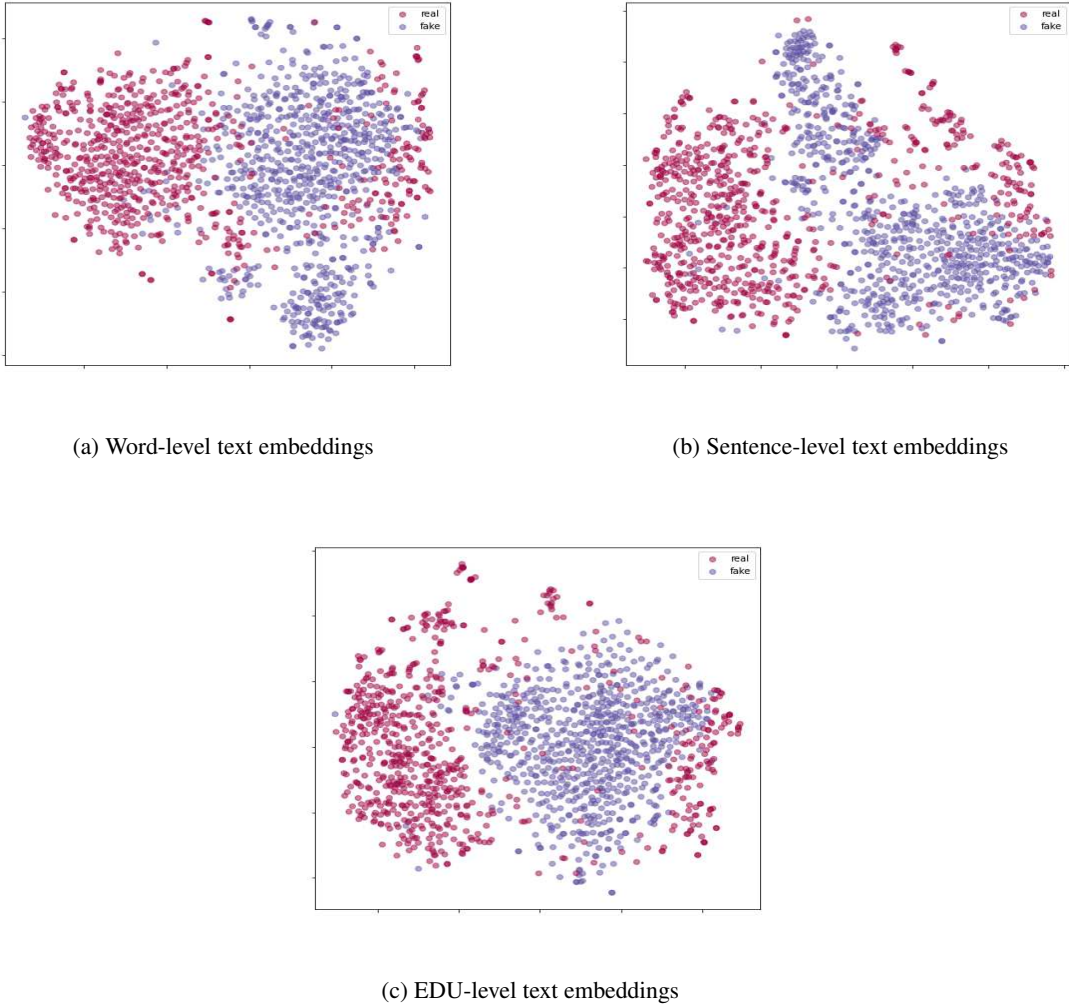 real
fake
real
fake
(a) Word-level text embeddings
(b) Sentence-level text embeddings
real
fake
(c) EDU-level text embeddings